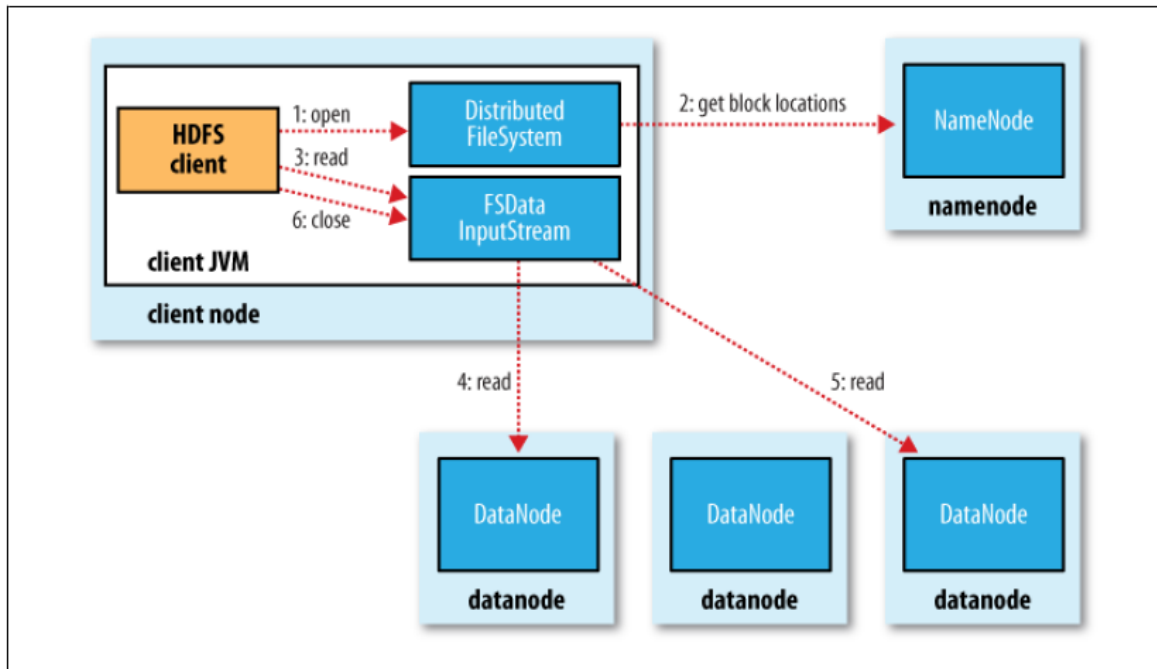 HDFS
client
1: open
3: read
6: close
Distributed
FileSystem
FSData
InputStream
client JVM
client node
2: get block locations
NameNode
namenode
4: read
5: read
DataNode
datanode
DataNode
datanode
DataNode
datanode